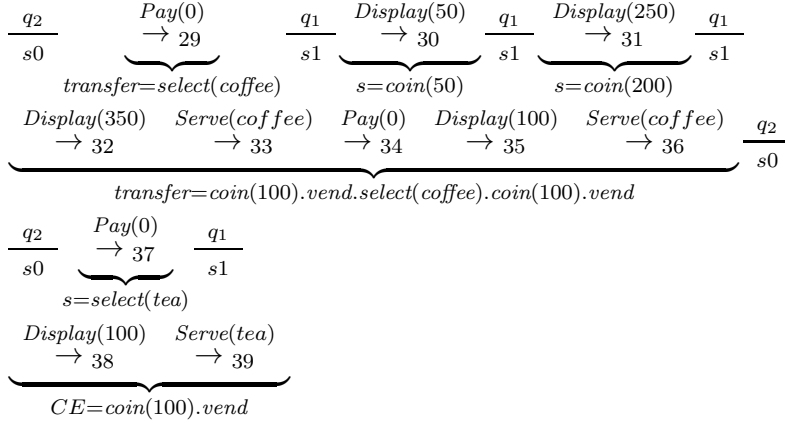 Pay(0) Display(50) Display(250)
q2 → 29 q1 → 30 q1 → 31 q1
s0 s1 s1 s1
transfer=select(coffee) s=coin(50) s=coin(200)
Display(350) Serve(coffee) Pay(0) Display(100) Serve(coffee)
→ 32 → 33 → 34 → 35 → 36 q2
s0
transfer=coin(100).vend.select(coffee).coin(100).vend
Pay(0)
q2 → 37 q1
s0 s1
s=select(tea)
Display(100) Serve(tea)
→ 38 → 39
CE=coin(100).vend